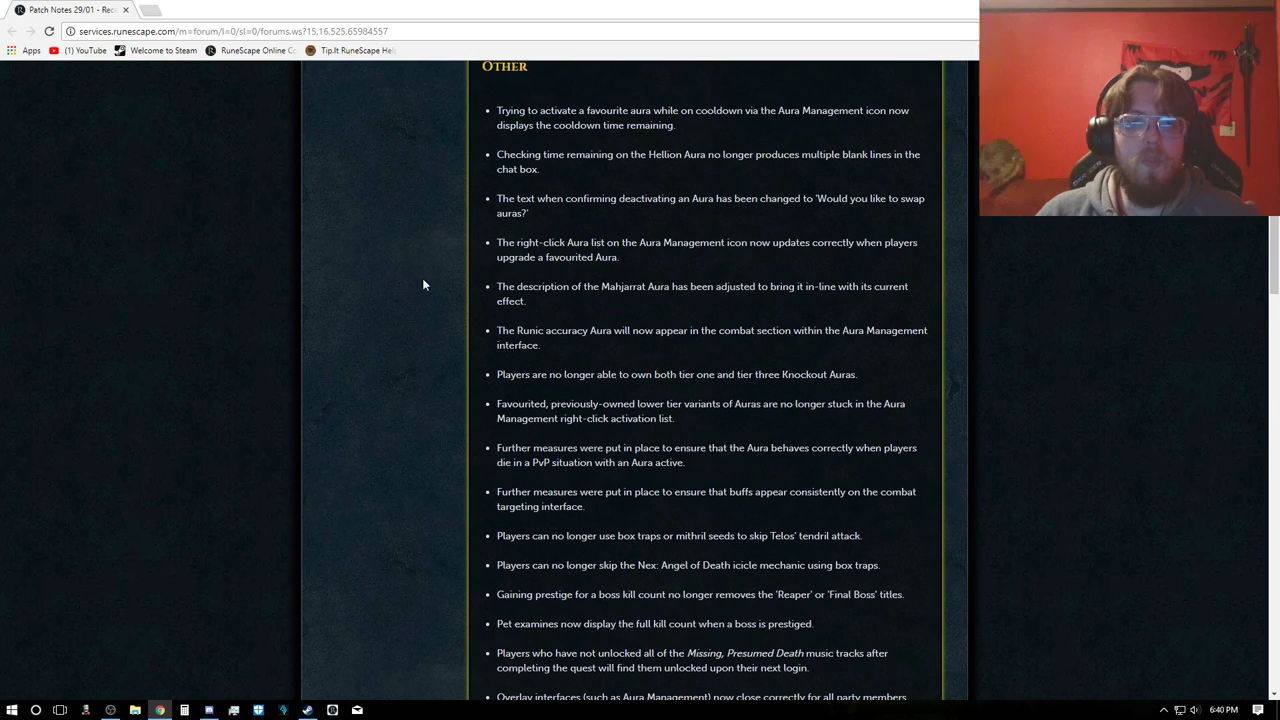 Patch Notes 29/01 - Rec
services.runescape.com/m=forum/l=0/sl=0/forums.ws?15,16,525,65984557
Apps (1) YouTube Welcome to Steam RuneScape Online Co Tip.It RuneScape Hel
OTHER
Trying to activate a favourite aura while on cooldown via the Aura Management icon now
displays the cooldown time remaining.
Checking time remaining on the Hellion Aura no longer produces multiple blank lines in the
chat box.
The text when confirming deactivating an Aura has been changed to 'Would you like to swap
auras?'
The right-click Aura list on the Aura Management icon now updates correctly when players
upgrade a favourited Aura.
The description of the Mahjarrat Aura has been adjusted to bring it in-line with its current
effect.
The Runic accuracy Aura will now appear in the combat section within the Aura Management
interface.
Players are no longer able to own both tier one and tier three Knockout Auras.
Favourited, previously-owned lower tier variants of Auras are no longer stuck in the Aura
Management right-click activation list.
Further measures were put in place to ensure that the Aura behaves correctly when players
die in a PvP situation with an Aura active.
Further measures were put in place to ensure that buffs appear consistently on the combat
targeting interface.
Players can no longer use box traps or mithril seeds to skip Telos' tendril attack.
Players can no longer skip the Nex: Angel of Death icicle mechanic using box traps.
Gaining prestige for a boss kill count no longer removes the 'Reaper' or 'Final Boss' titles.
Pet examines now display the full kill count when a boss is prestiged.
Players who have not unlocked all of the Missing, Presumed Death music tracks after
completing the quest will find them unlocked upon their next login.
Overlay interfaces (such as Aura Management) now close correctly for all party members
6:40 PM